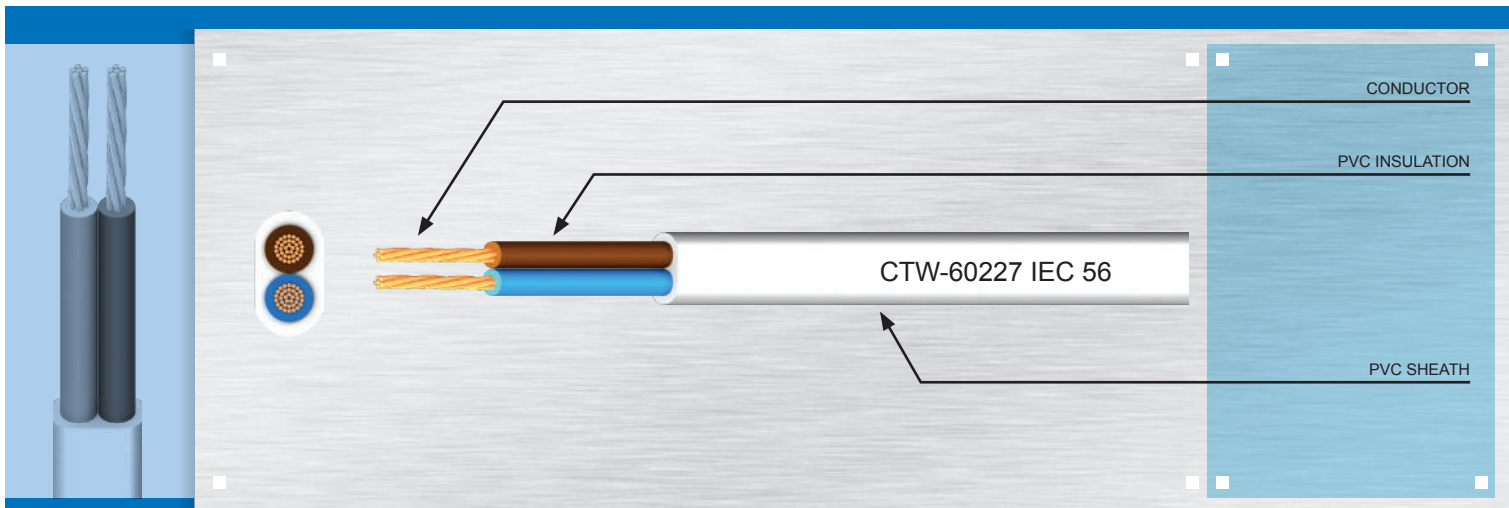 CONDUCTOR
PVC INSULATION
CTW-60227 IEC 56
PVC SHEATH